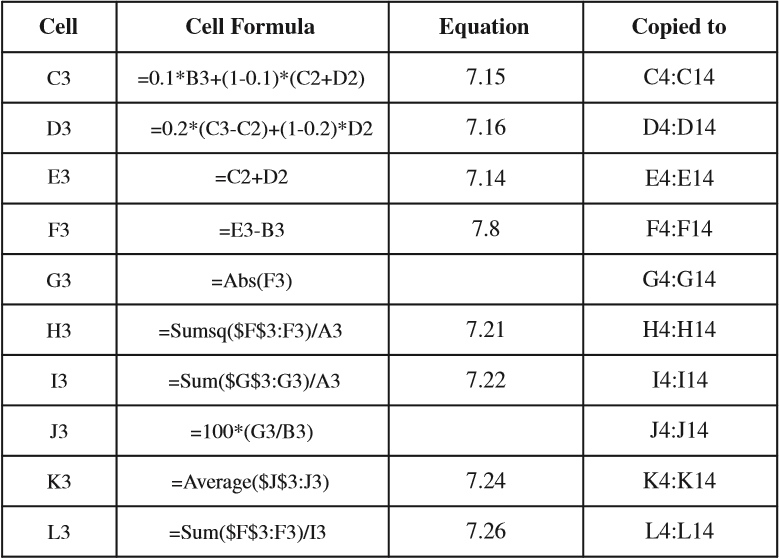 Cell Cell Formula Equation Copied to
C3 =0.1*B3+(1-0.1)*(C2+D2) 7.15 C4:C14
D3 =0.2*(C3-C2)+(1-0.2)*D2 7.16 D4:D14
E3 =C2+D2 7.14 E4:E14
F3 =E3-B3 7.8 F4:F14
G3 =Abs(F3) G4:G14
H3 =Sumsq($F$3:F3)/A3 7.21 H4:H14
I3 =Sum($G$3:G3)/A3 7.22 I4:I14
J3 =100*(G3/B3) J4:J14
K3 =Average($J$3:J3) 7.24 K4:K14
L3 =Sum($F$3:F3)/I3 7.26 L4:L14